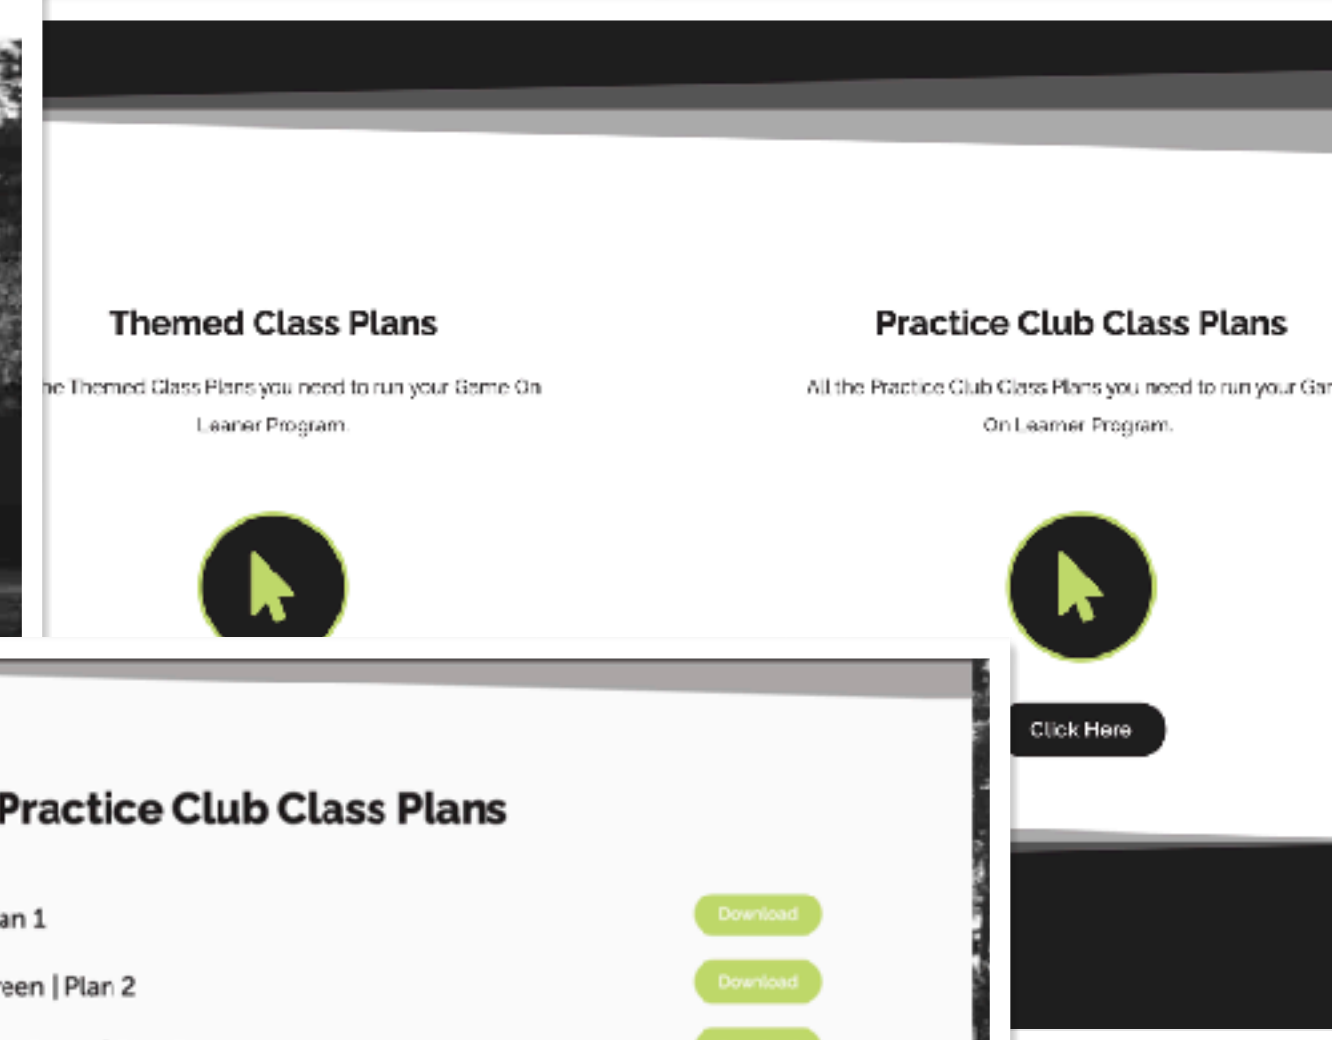 Themed Class Plans
he Themed Class Plans you need to run your Game On
Leaner Program.
Practice Club Class Plans
All the Practice Club Class Plans you need to run your Gam
On Learner Program.
Click Here
Practice Club Class Plans
an 1
Download
reen | Plan 2
Download